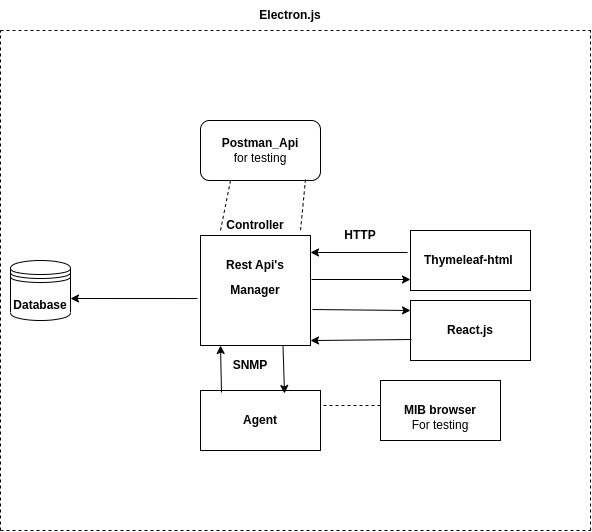 Electron.js
Postman_Api
for testing
Controller
HTTP
Rest Api's
Manager
Thymeleaf-html
Database
React.js
SNMP
Agent
MIB browser
For testing